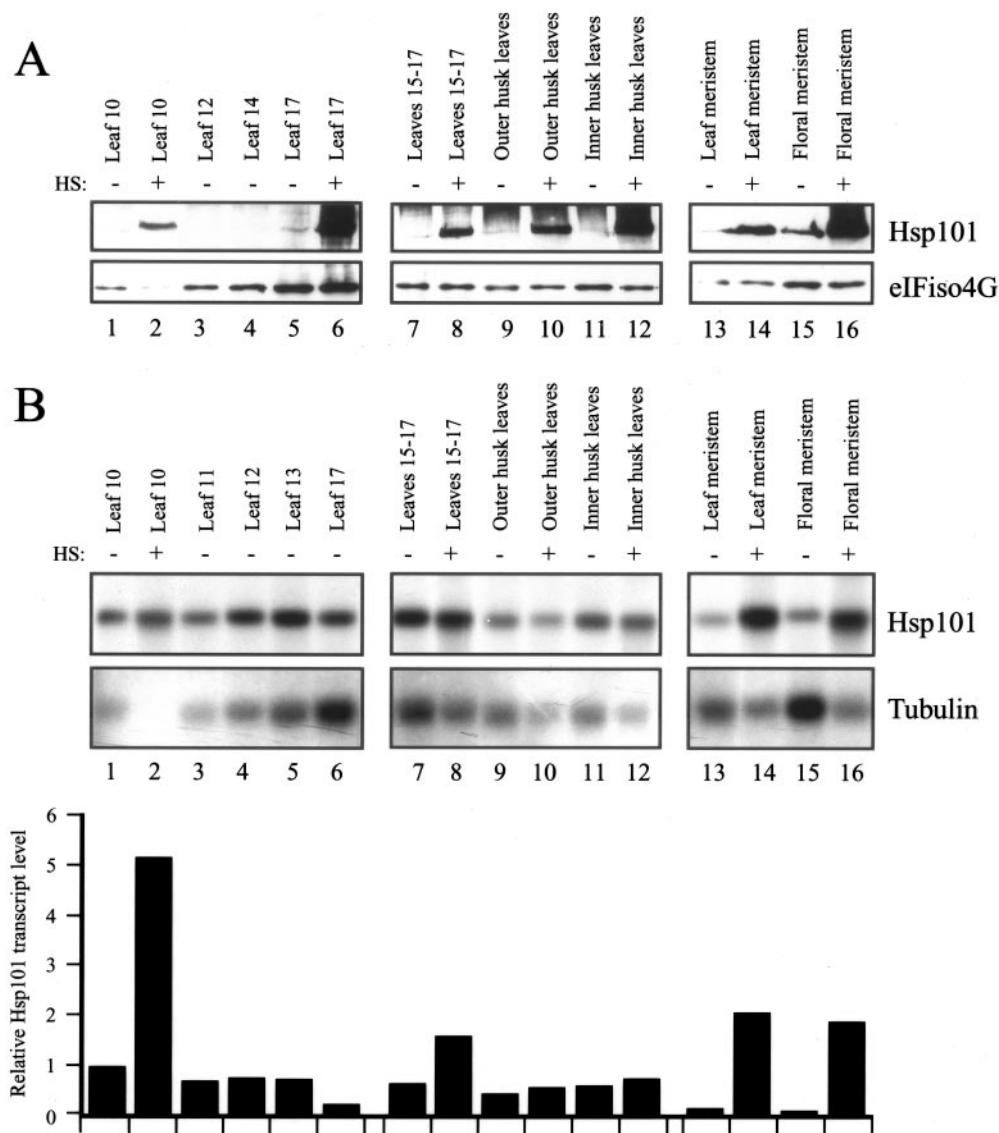 A
Leaf 10
Leaf 10
Leaf 12
Leaf 14
Leaf 17
Leaf 17
Leaves 15-17
Leaves 15-17
Outer husk leaves
Outer husk leaves
Inner husk leaves
Inner husk leaves
Leaf meristem
Leaf meristem
Floral meristem
Floral meristem
HS: - + - - - + - + - + - + - + - +
Hsp101
eIFiso4G
1 2 3 4 5 6 7 8 9 10 11 12 13 14 15 16
B
Leaf 10
Leaf 10
Leaf 11
Leaf 12
Leaf 13
Leaf 17
Leaves 15-17
Leaves 15-17
Outer husk leaves
Outer husk leaves
Inner husk leaves
Inner husk leaves
Leaf meristem
Leaf meristem
Floral meristem
Floral meristem
HS: - + - - - - - + - + - + - + - +
Hsp101
Tubulin
1 2 3 4 5 6 7 8 9 10 11 12 13 14 15 16
Relative Hsp101 transcript level
6
5
4
3
2
1
0